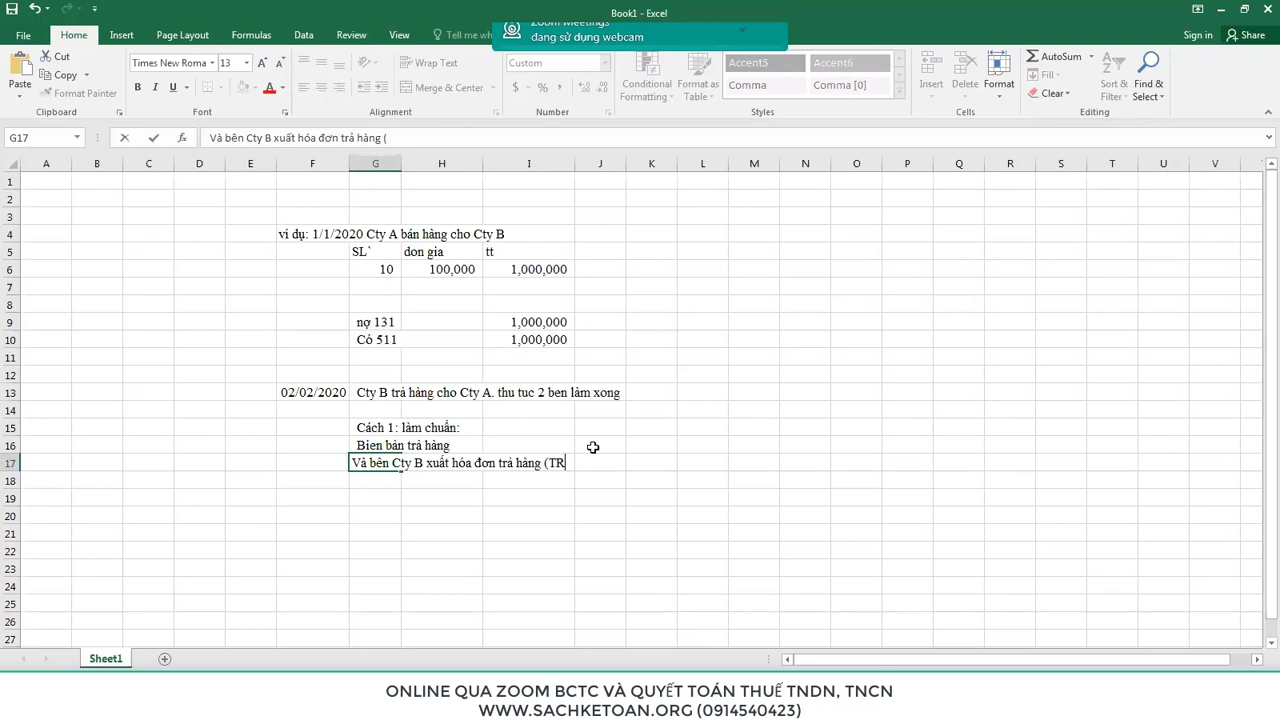 Book1 - Excel
Zoom Meetings
đang sử dụng webcam
File Home Insert Page Layout Formulas Data Review View Tell me wh Sign in Share
Cut
Copy
Format Painter
Paste
Clipboard
Times New Roma 13
B I U
Font
Wrap Text
Merge & Center
Alignment
Custom
$ % ,
Number
Conditional Formatting
Format as Table
Accent5 Accent6
Comma Comma [0]
Styles
Insert Delete Format
Cells
AutoSum
Fill
Clear
Sort & Filter
Find & Select
Editing
G17 fx Và bên Cty B xuất hóa đơn trả hàng (
A B C D E F G H I J K L M N O P Q R S T U V
1
2
3
4 ví dụ: 1/1/2020 Cty A bán hàng cho Cty B
5 SL` don gia tt
6 10 100,000 1,000,000
7
8
9 nợ 131 1,000,000
10 Có 511 1,000,000
11
12
13 02/02/2020 Cty B trả hàng cho Cty A. thu tuc 2 ben làm xong
14
15 Cách 1: làm chuẩn:
16 Bien bản trả hàng
17 Và bên Cty B xuất hóa đơn trả hàng (TR
18
19
20
21
22
23
24
25
26
27
Sheet1
ONLINE QUA ZOOM BCTC VÀ QUYẾT TOÁN THUẾ TNDN, TNCN
WWW.SACHKETOAN.ORG (0914540423)